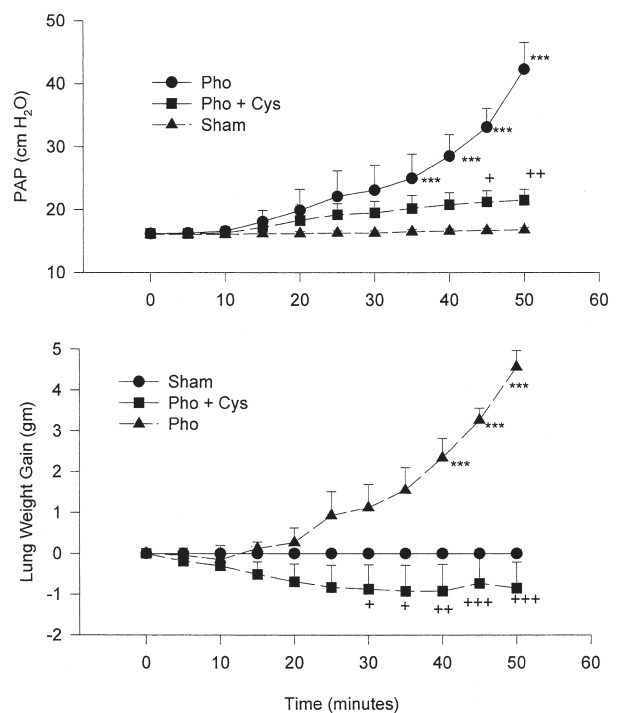 50
40
30
20
10
PAP (cm H₂O)
Pho
Pho + Cys
Sham
***
***
***
***
+
++
0 10 20 30 40 50 60
5
4
3
2
1
0
-1
-2
Lung Weight Gain (gm)
Sham
Pho + Cys
Pho
***
***
***
+ + ++ +++ +++
0 10 20 30 40 50 60
Time (minutes)